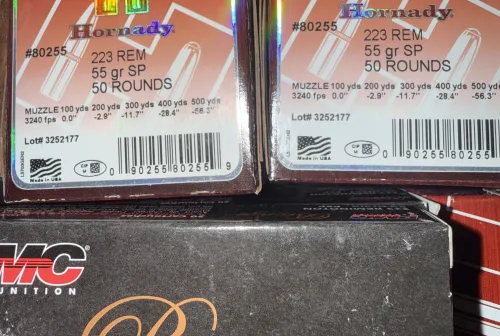 Hornady
#80255
223 REM
55 gr SP
50 ROUNDS
MUZZLE 100 yds 200 yds 300 yds 400 yds 500 yds
3240 fps 0.0" -2.9" -11.7" -28.4" -56.3"
Lot# 3252177
Made in USA
CIP
0 90255 80255 9
Hornady
#80255
223 REM
55 gr SP
50 ROUNDS
MUZZLE 100 yds 200 yds 300 yds 400 yds 500 yds
3240 fps 0.0" -2.9" -11.7" -28.4" -56.3"
Lot# 3252177
Made in USA
CIP
0 90255 80255
MC
UNITION